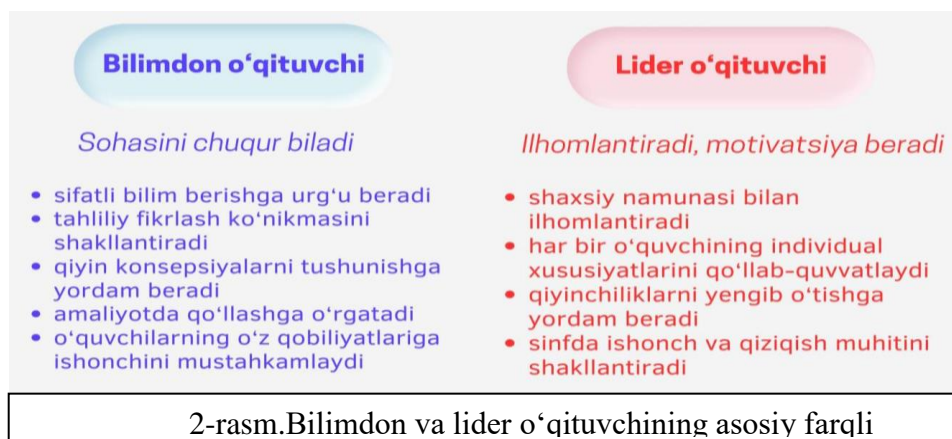 Bilimdon o‘qituvchi
Sohasini chuqur biladi
• sifatli bilim berishga urg‘u beradi
• tahliliy fikrlash ko‘nikmasini
shakllantiradi
• qiyin konsepsiyalarni tushunishga
yordam beradi
• amaliyotda qo‘llashga o‘rgatadi
• o‘quvchilarning o‘z qobiliyatlariga
ishonchini mustahkamlaydi
Lider o‘qituvchi
Ilhomlantiradi, motivatsiya beradi
• shaxsiy namunasi bilan
ilhomlantiradi
• har bir o‘quvchining individual
xususiyatlarini qo‘llab-quvvatlaydi
• qiyinchiliklarni yengib o‘tishga
yordam beradi
• sinfda ishonch va qiziqish muhitini
shakllantiradi
2-rasm.Bilimdon va lider o‘qituvchining asosiy farqli